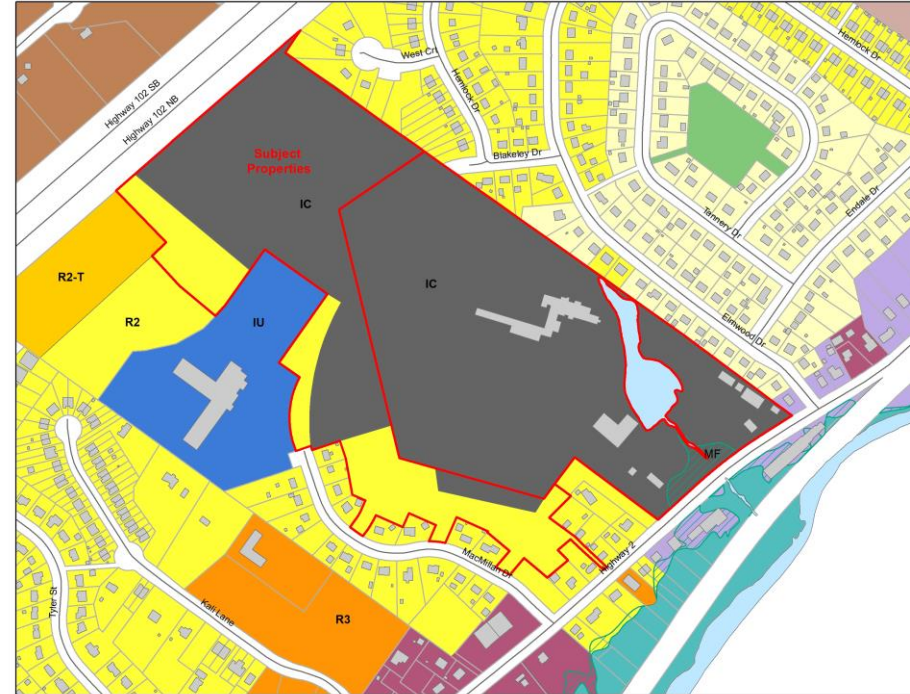 West Crt
Hemlock Dr
Hemlock Dr
Highway 102 SB
Highway 102 NB
Subject
Properties
Blakeley Dr
IC
Tannery Dr
Endale Dr
R2-T
IC
R2
IU
Elmwood Dr
MF
MacMillan Dr
Highway 2
Tyler St
Kali Lane
R3